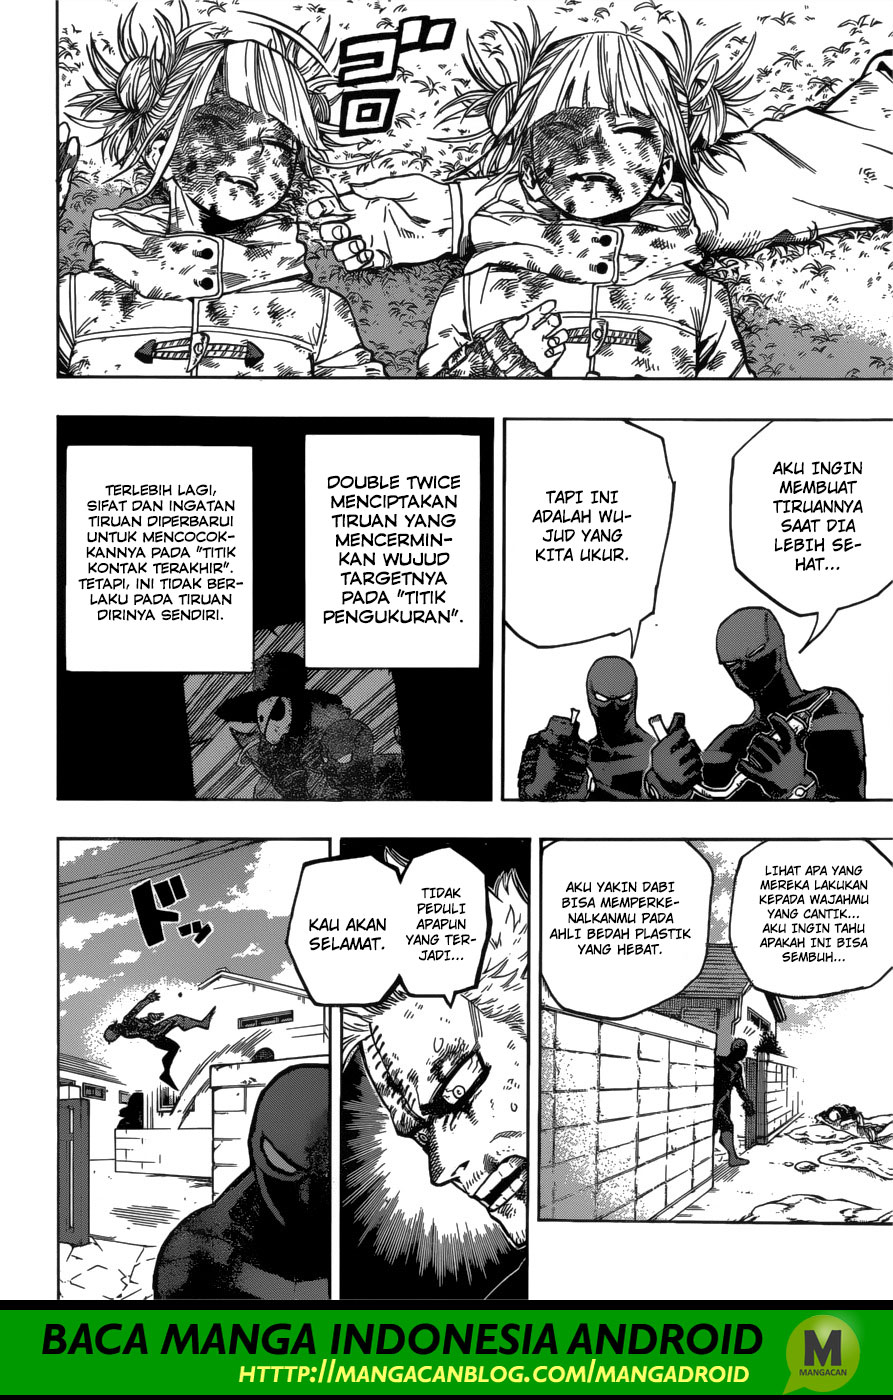 ゴロ
AKU INGIN
MEMBUAT
TIRUANNYA
SAAT DIA
LEBIH SE-
HAT...
TAPI INI
ADALAH WU-
JUD YANG
KITA UKUR.
DOUBLE TWICE
MENCIPTAKAN
TIRUAN YANG
MENCERMIN-
KAN WUJUD
TARGETNYA
PADA "TITIK
PENGUKURAN".
TERLEBIH LAGI,
SIFAT DAN INGATAN
TIRUAN DIPERBARUI
UNTUK MENCOCOK-
KANNYA PADA "TITIK
KONTAK TERAKHIR".
TETAPI, INI TIDAK BER-
LAKU PADA TIRUAN
DIRINYA SENDIRI.
LIHAT APA YANG
MEREKA LAKUKAN
KEPADA WAJAHMU
YANG CANTIK...
AKU INGIN TAHU
APAKAH INI BISA
SEMBUH...
AKU YAKIN DABI
BISA MEMPERKE-
NALKANMU PADA
AHLI BEDAH PLASTIK
YANG HEBAT.
TIDAK
PEDULI
APAPUN
YANG TER-
JADI...
KAU AKAN
SELAMAT.
ドッ
BACA MANGA INDONESIA ANDROID
HTTTP://MANGACANBLOG.COM/MANGADROID
M
MANGACAN